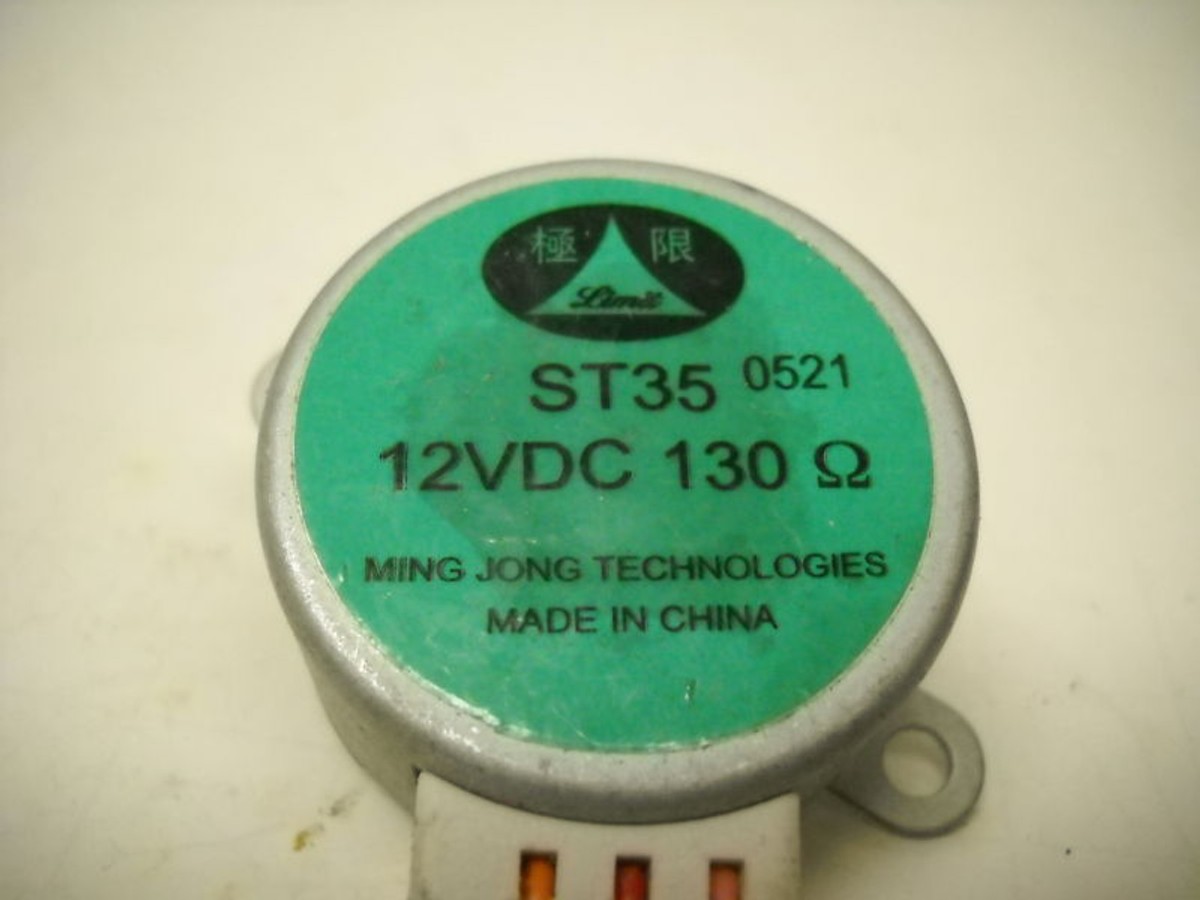 極限
Limit
ST35 0521
12VDC 130 Ω
MING JONG TECHNOLOGIES
MADE IN CHINA